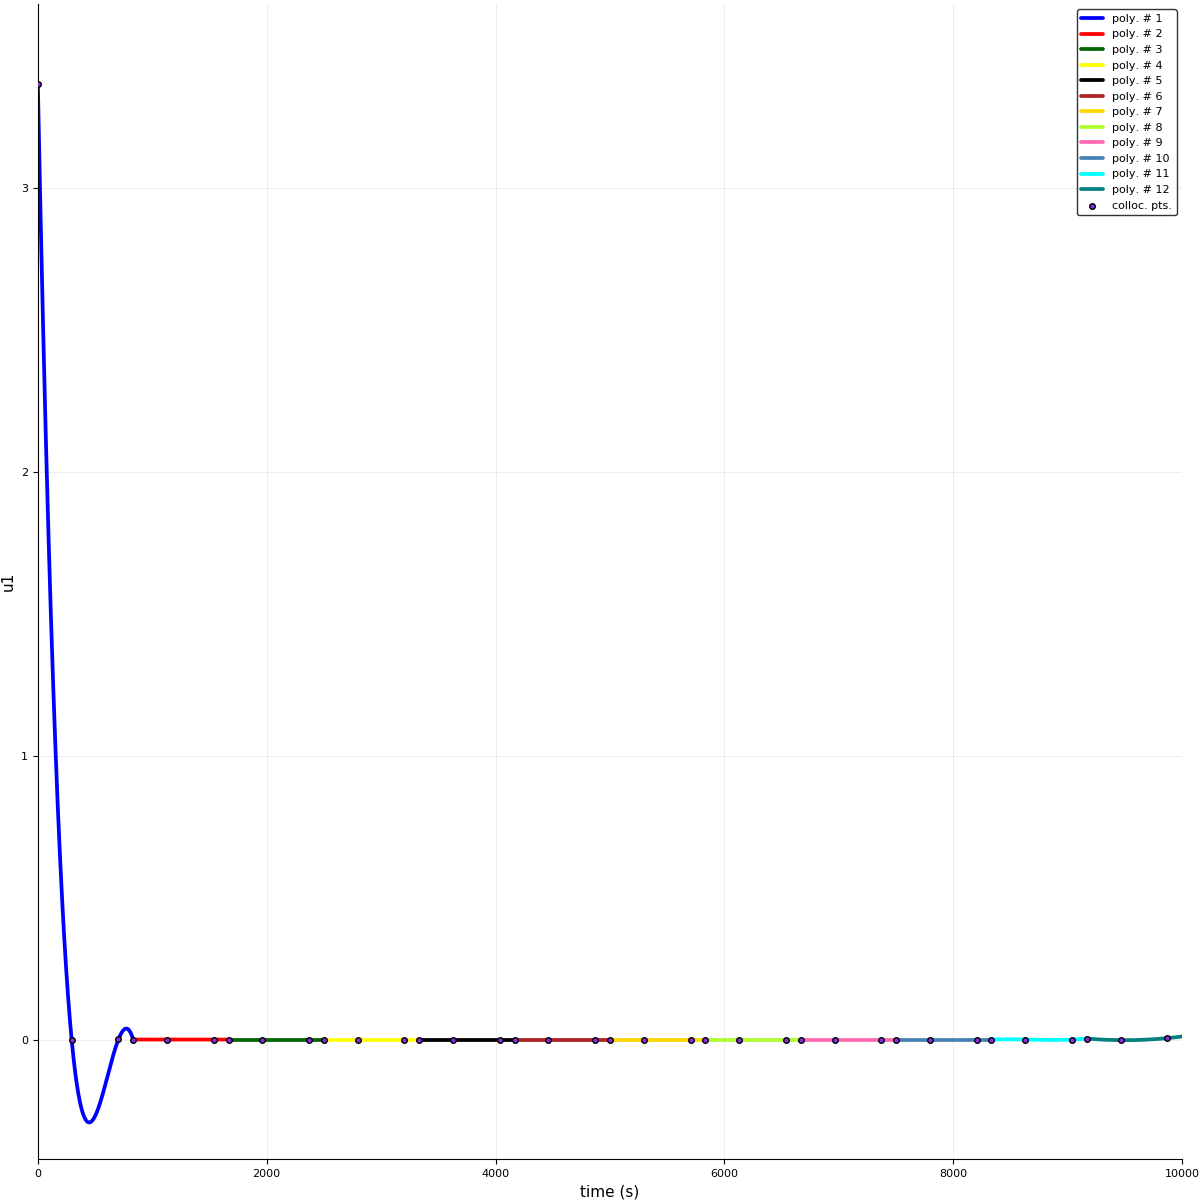 poly. # 1
poly. # 2
poly. # 3
poly. # 4
poly. # 5
poly. # 6
poly. # 7
poly. # 8
poly. # 9
poly. # 10
poly. # 11
poly. # 12
colloc. pts.
3
2
1
0
u1
0 2000 4000 6000 8000 10000
time (s)